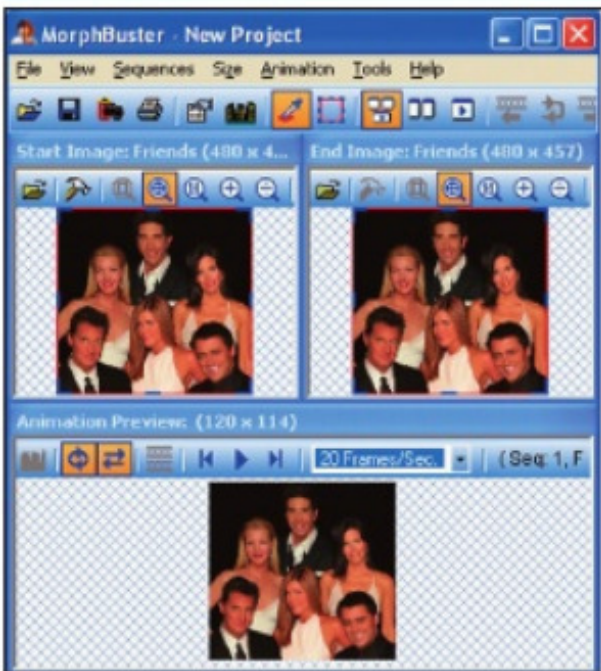 MorphBuster - New Project
File View Sequences Size Animation Tools Help
Start Image: Friends (480 x 4...
End Image: Friends (480 x 457)
Animation Preview: (120 x 114)
20 Frames/Sec. ( Seq: 1, F